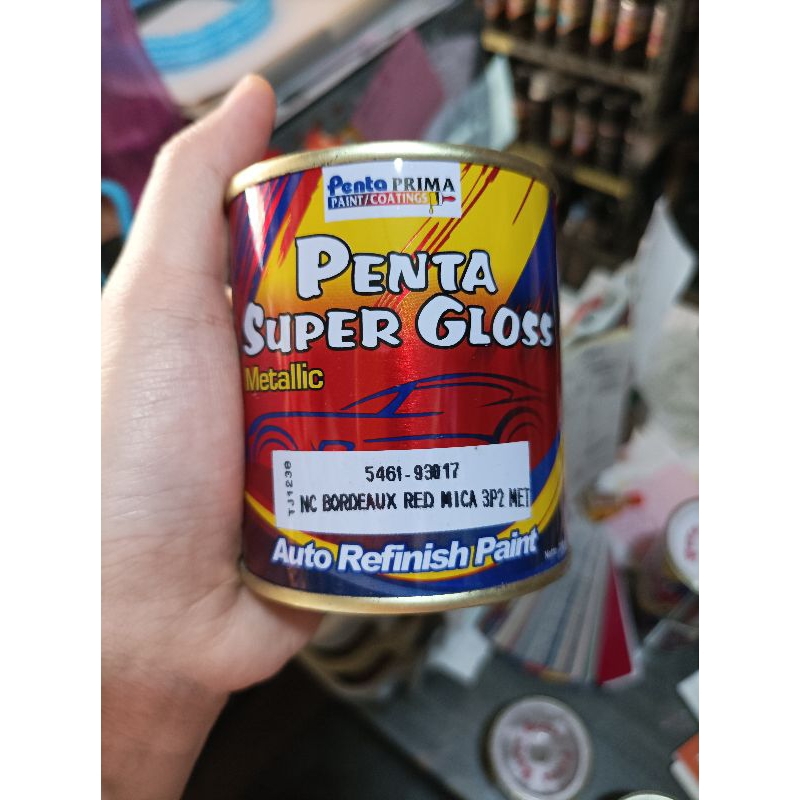 Penta PRIMA
PAINT/COATINGS
PENTA
SUPER GLOSS
Metallic
TJ1238
5461-93017
NC BORDEAUX RED MICA 3P2 MET
Auto Refinish Paint